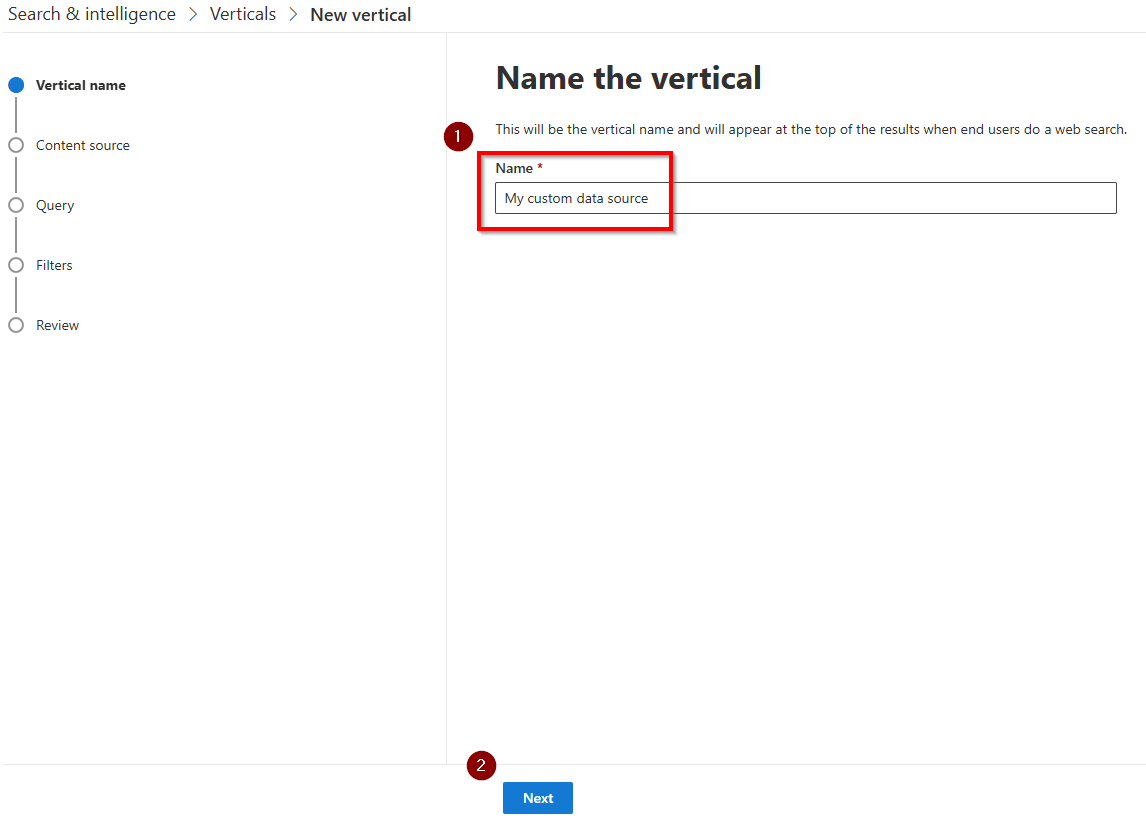 Search & intelligence > Verticals > New vertical
Vertical name
Content source
Query
Filters
Review
Name the vertical
1
This will be the vertical name and will appear at the top of the results when end users do a web search.
Name *
My custom data source
2
Next